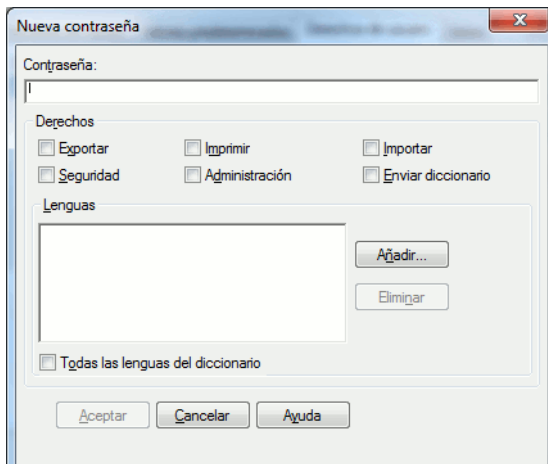 Nueva contraseña
Contraseña:
Derechos
Exportar Imprimir Importar
Seguridad Administración Enviar diccionario
Lenguas
Añadir...
Eliminar
Todas las lenguas del diccionario
Aceptar Cancelar Ayuda